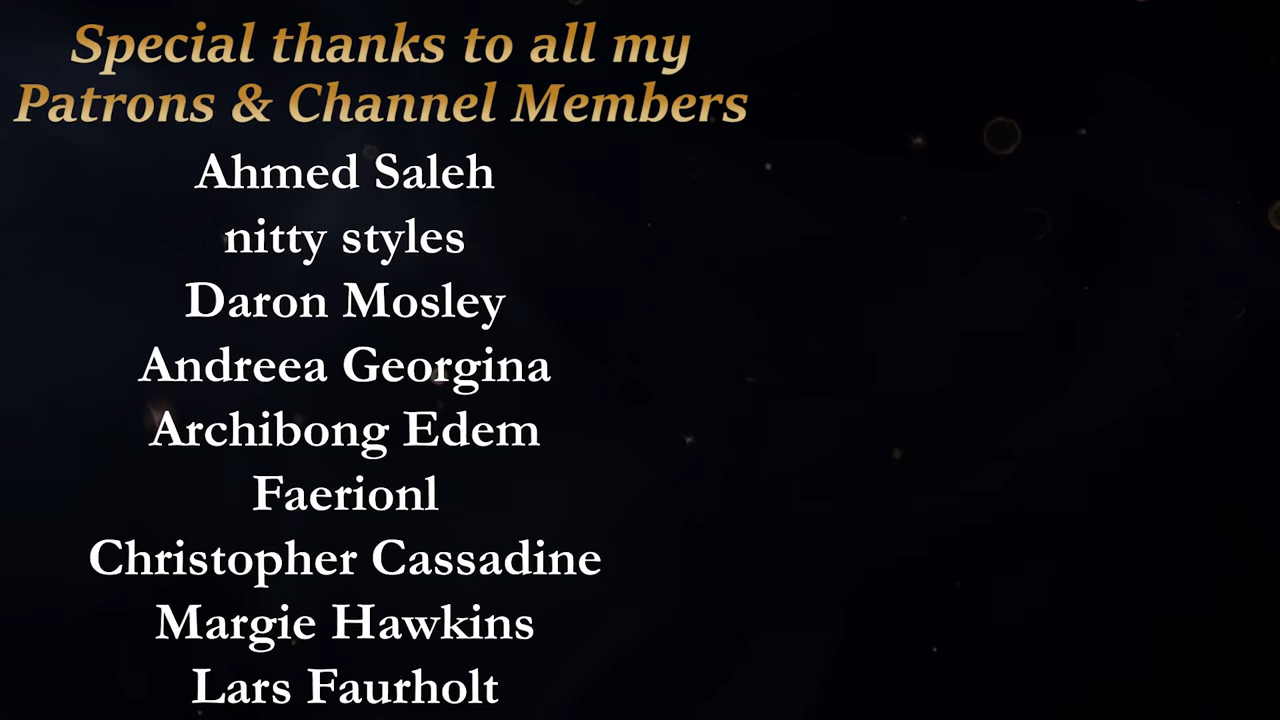 Special thanks to all my
Patrons & Channel Members
Ahmed Saleh
nitty styles
Daron Mosley
Andreea Georgina
Archibong Edem
Faerionl
Christopher Cassadine
Margie Hawkins
Lars Faurholt